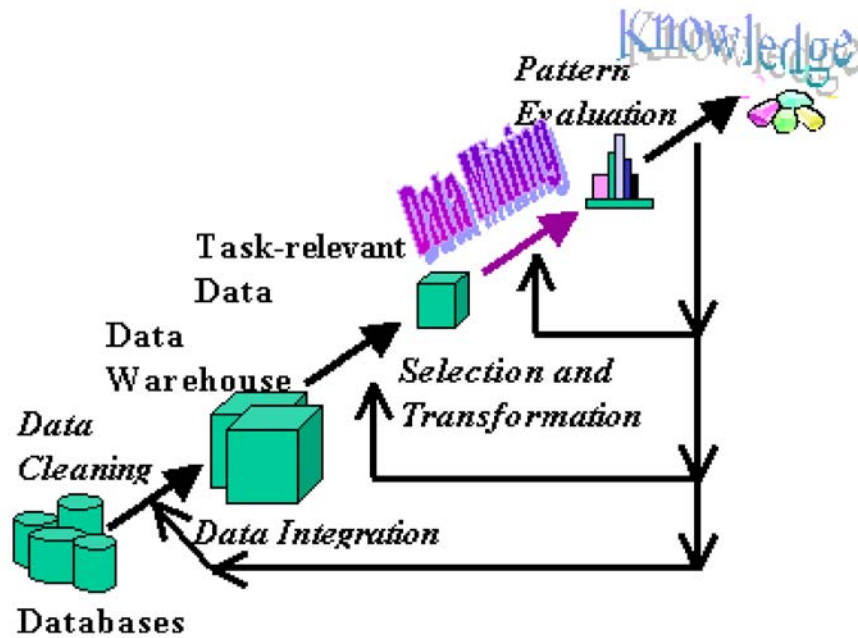 Knowledge
Pattern
Evaluation
Data Mining
Task-relevant
Data
Data
Warehouse
Selection and
Transformation
Data
Cleaning
Data Integration
Databases